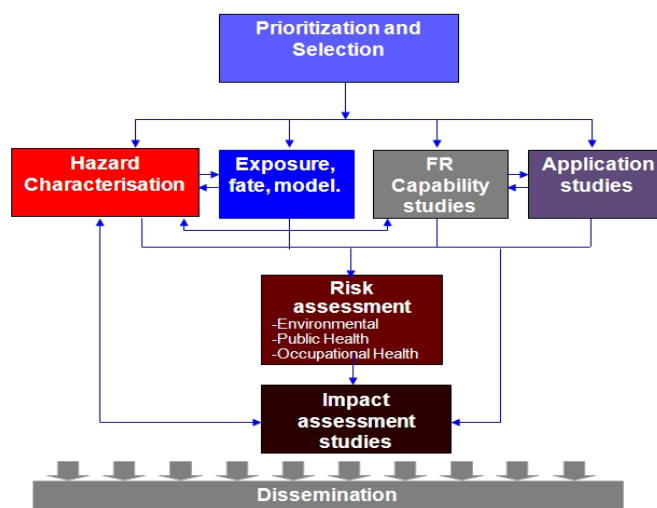 Prioritization and
Selection
Hazard
Characterisation
Exposure,
fate, model.
FR
Capability
studies
Application
studies
Risk
assessment
-Environmental
-Public Health
-Occupational Health
Impact
assessment
studies
Dissemination